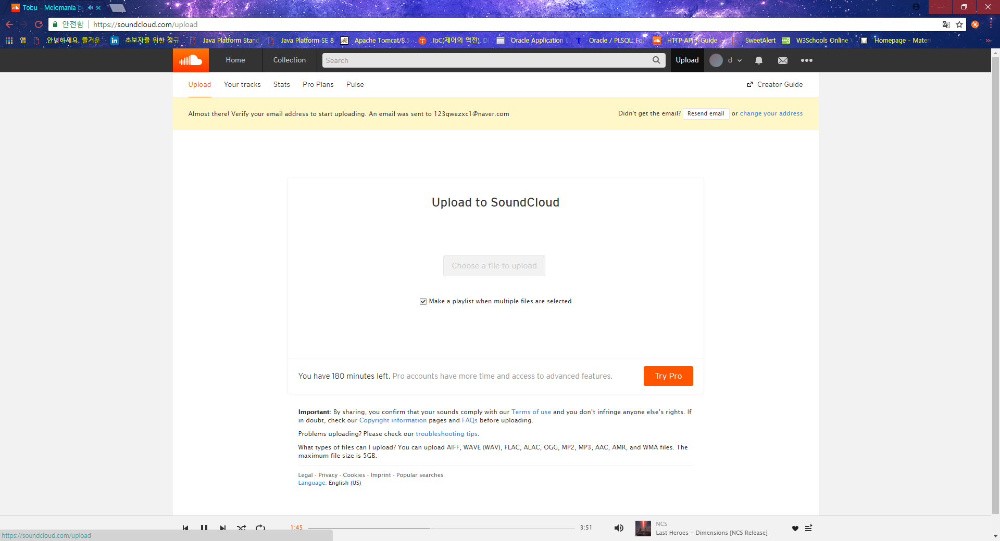 Tobu - Melomania b
안전함 https://soundcloud.com/upload
앱 안녕하세요. 즐거운 초보자를 위한 정규 Java Platform Stand Java Platform SE 8 Apache Tomcat/8.5 IoC(제어의 역전), D Oracle Application Oracle / PLSQL: HTTP API - Guide SweetAlert W3Schools Online Homepage - Mater
Home Collection Search Upload d
Upload Your tracks Stats Pro Plans Pulse Creator Guide
Almost there! Verify your email address to start uploading. An email was sent to 123qwezxc1@naver.com Didn't get the email? Resend email or change your address
Upload to SoundCloud
Choose a file to upload
Make a playlist when multiple files are selected
You have 180 minutes left. Pro accounts have more time and access to advanced features. Try Pro
Important: By sharing, you confirm that your sounds comply with our Terms of use and you don’t infringe anyone else’s rights. If
in doubt, check our Copyright information pages and FAQs before uploading.
Problems uploading? Please check our troubleshooting tips.
What types of files can I upload? You can upload AIFF, WAVE (WAV), FLAC, ALAC, OGG, MP2, MP3, AAC, AMR, and WMA files. The
maximum file size is 5GB.
Legal - Privacy - Cookies - Imprint - Popular searches
Language: English (US)
1:45 3:51 NCS
Last Heroes - Dimensions [NCS Release]
https://soundcloud.com/upload